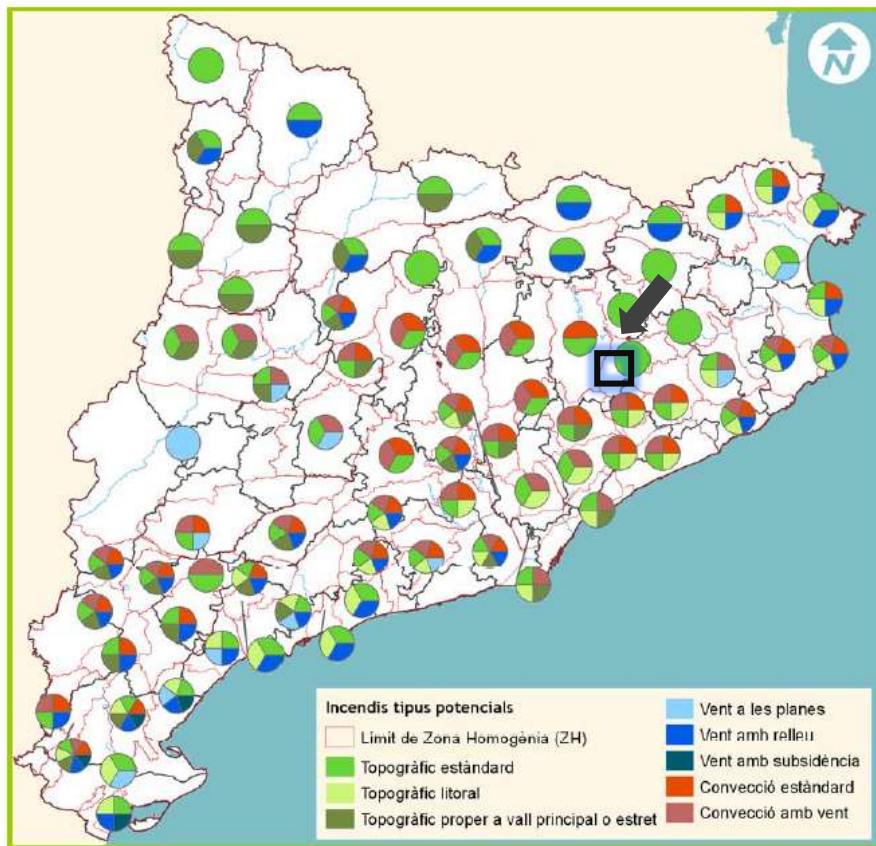 N
Incendis tipus potencials
Límit de Zona Homogènia (ZH)
Topogràfic estàndard
Topogràfic litoral
Topogràfic proper a vall principal o estret
Vent a les planes
Vent amb relleu
Vent amb subsidència
Convecció estàndard
Convecció amb vent